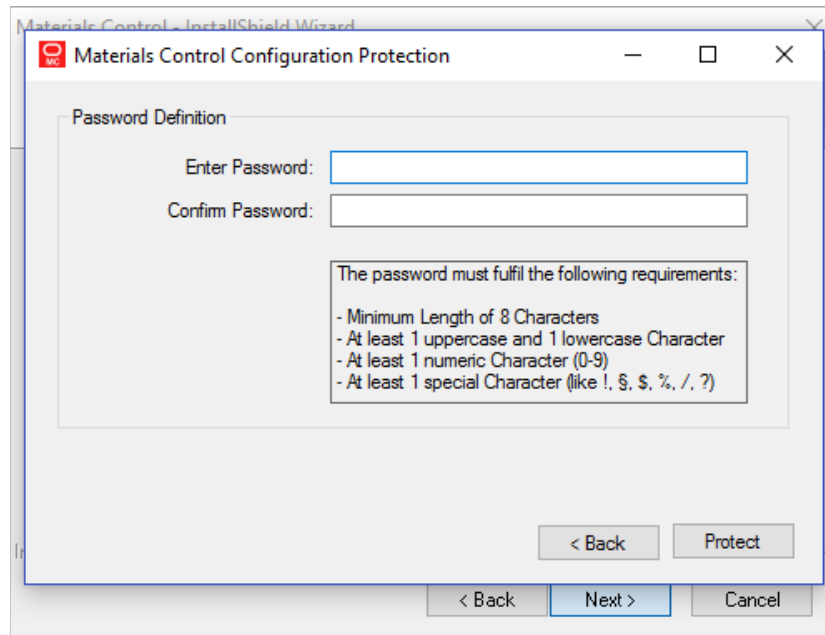 Materials Control - InstallShield Wizard
MC
Materials Control Configuration Protection
Password Definition
Enter Password:
Confirm Password:
The password must fulfil the following requirements:
- Minimum Length of 8 Characters
- At least 1 uppercase and 1 lowercase Character
- At least 1 numeric Character (0-9)
- At least 1 special Character (like !, §, $, %, /, ?)
< Back
Protect
< Back
Next >
Cancel